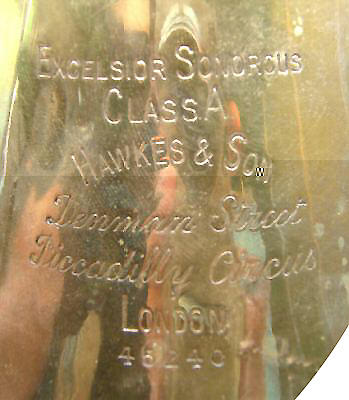 EXCELSIOR SONOROUS
CLASS.A
HAWKES & SON
Denman Street
Piccadilly Circus
LONDON
46240